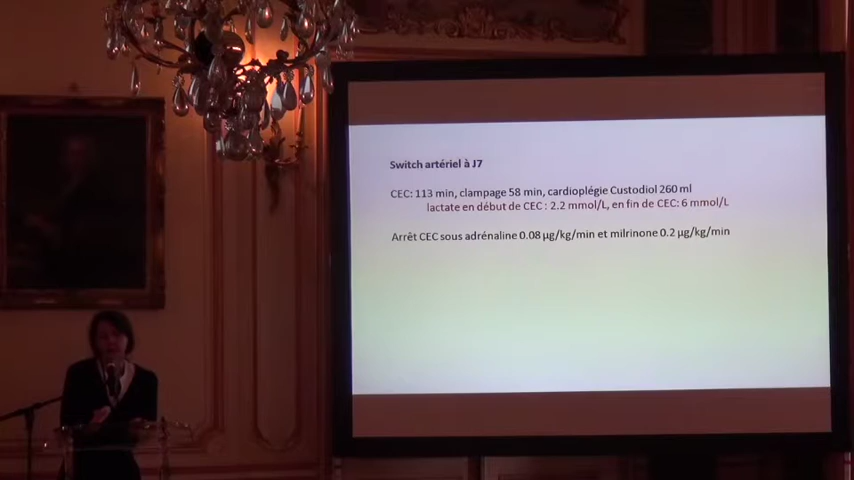 Switch artériel à J7
CEC: 113 min, clampage 58 min, cardioplégie Custodiol 260 ml
lactate en début de CEC : 2.2 mmol/L, en fin de CEC: 6 mmol/L
Arrêt CEC sous adrénaline 0.08 µg/kg/min et milrinone 0.2 µg/kg/min